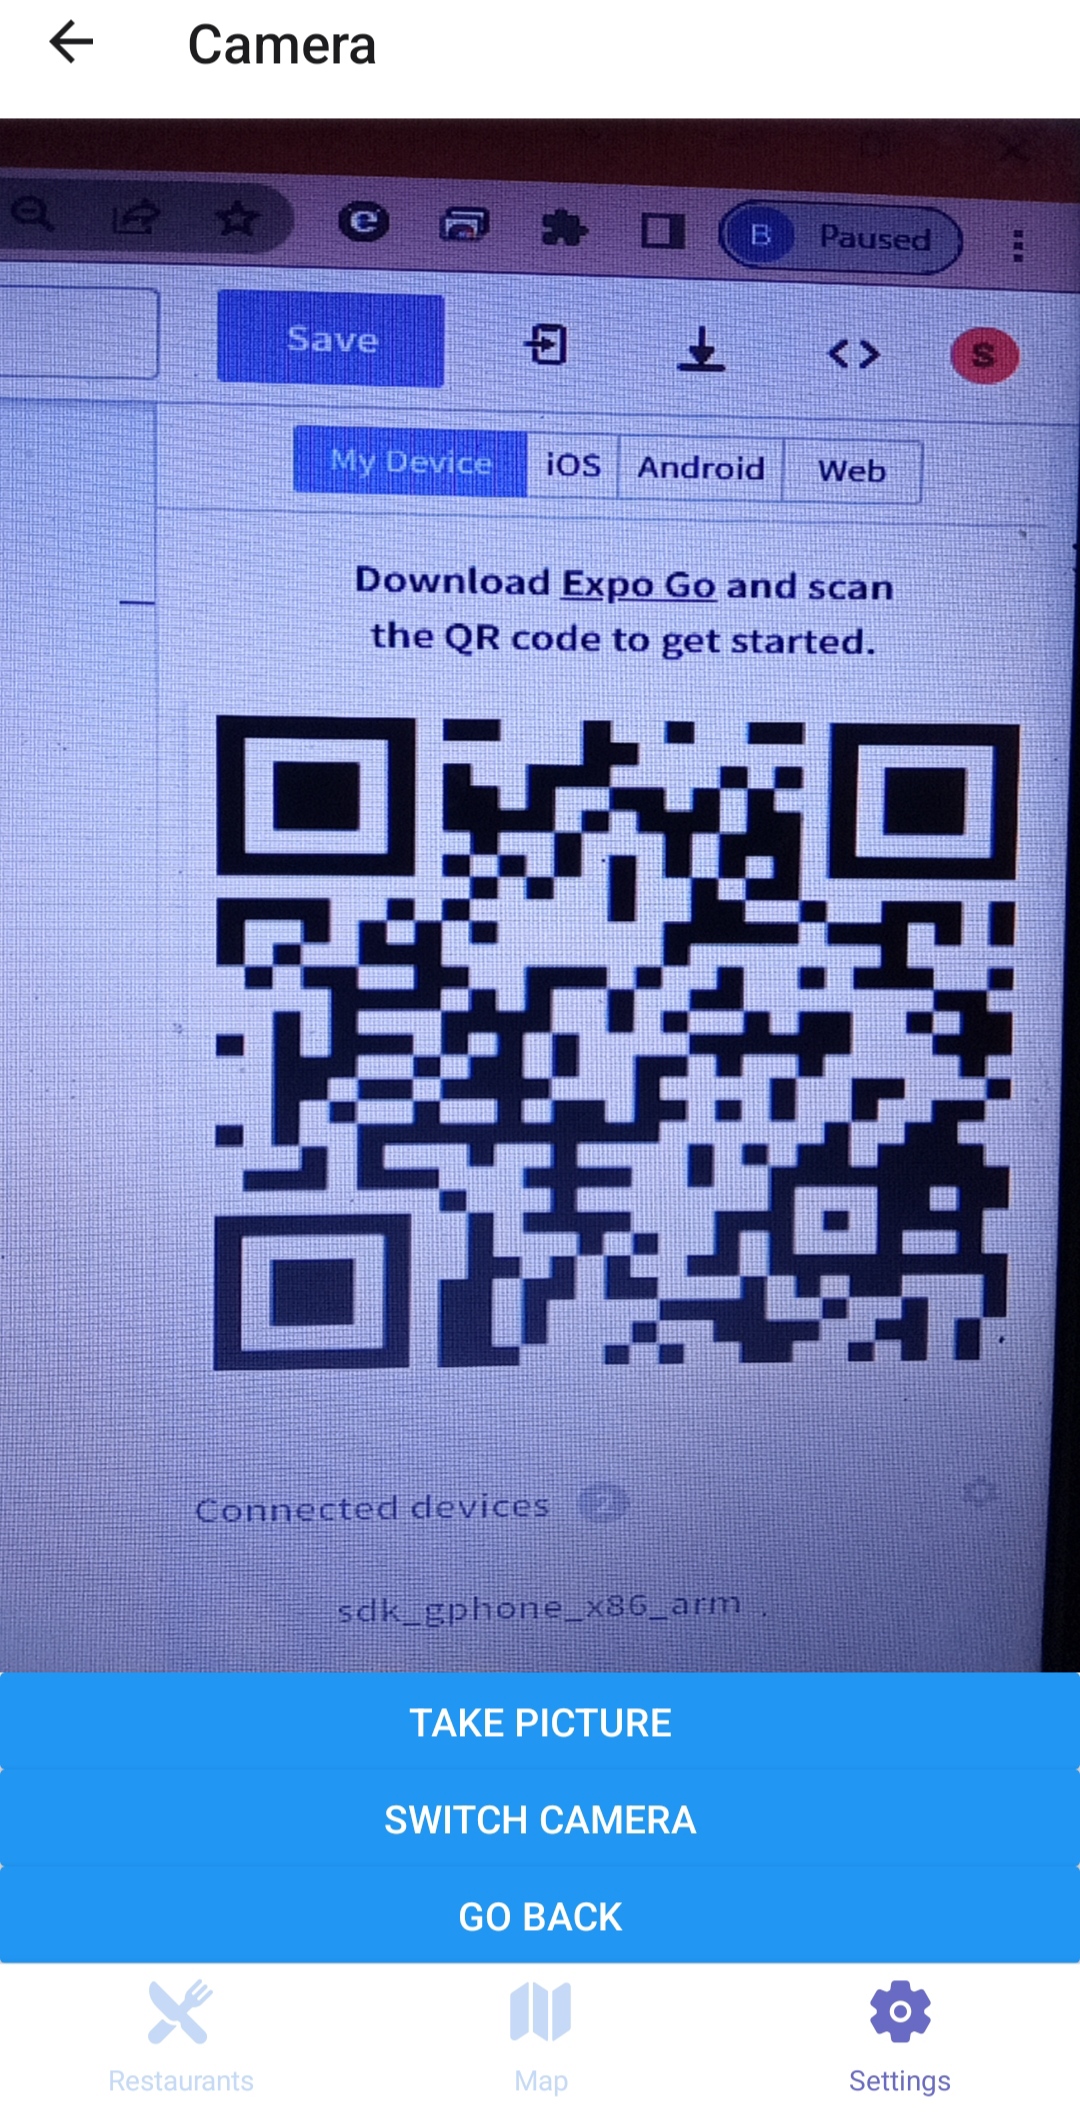 Camera
B Paused
Save
S
My Device iOS Android Web
Download Expo Go and scan
the QR code to get started.
Connected devices 2
sdk_gphone_x86_arm
TAKE PICTURE
SWITCH CAMERA
GO BACK
Restaurants Map Settings